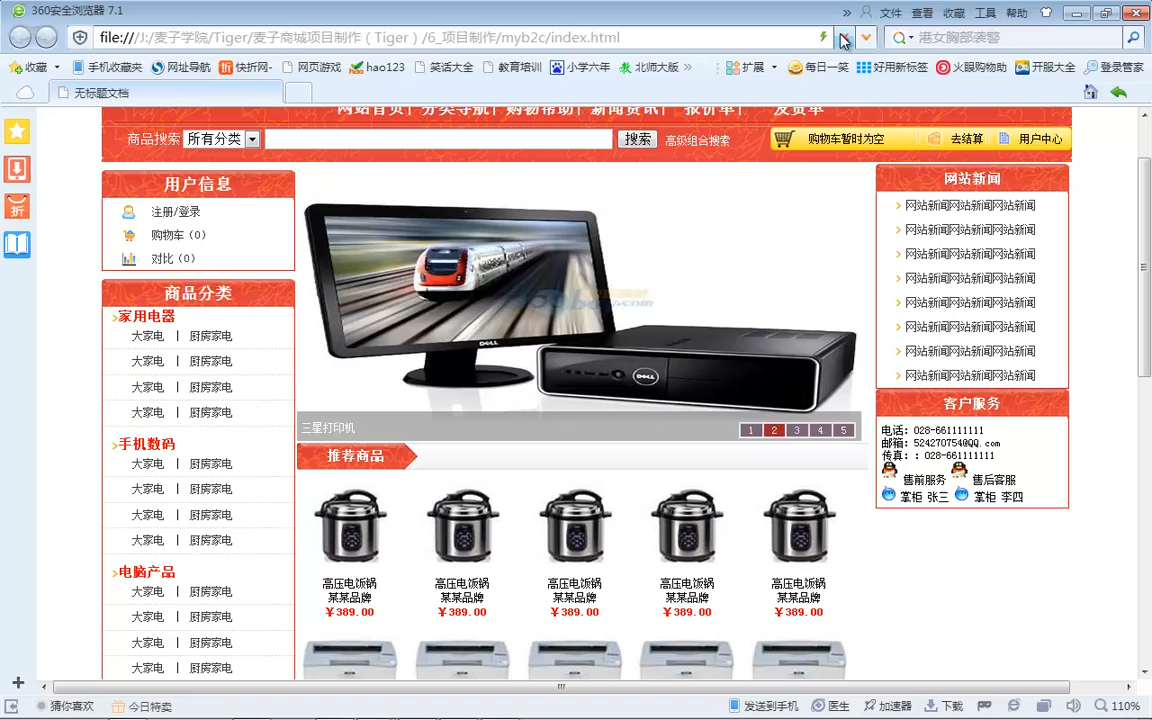 360安全浏览器 7.1
» 文件 查看 收藏 工具 帮助
file:///J:/麦子学院/Tiger/麦子商城项目制作（Tiger）/6_项目制作/myb2c/index.html
港女胸部袭警
收藏 手机收藏夹 网址导航 快折网- 网页游戏 hao123 笑话大全 教育培训 小学六年 北师大版 » 扩展 每日一笑 好用新标签 火眼购物助 开服大全 登录管家
无标题文档
网站首页| 分类导航| 购物帮助| 新闻资讯| 报价单| 发货单
商品搜索 所有分类 搜索 高级组合搜索 购物车暂时为空 去结算 用户中心
用户信息
注册/登录
购物车（0）
对比（0）
商品分类
>家用电器
大家电 | 厨房家电
大家电 | 厨房家电
大家电 | 厨房家电
大家电 | 厨房家电
>手机数码
大家电 | 厨房家电
大家电 | 厨房家电
大家电 | 厨房家电
大家电 | 厨房家电
>电脑产品
大家电 | 厨房家电
大家电 | 厨房家电
大家电 | 厨房家电
大家电 | 厨房家电
DELL
DELL
三星打印机 1 2 3 4 5
推荐商品
高压电饭锅 高压电饭锅 高压电饭锅 高压电饭锅 高压电饭锅
某某品牌 某某品牌 某某品牌 某某品牌 某某品牌
￥389.00 ￥389.00 ￥389.00 ￥389.00 ￥389.00
网站新闻
> 网站新闻网站新闻网站新闻
> 网站新闻网站新闻网站新闻
> 网站新闻网站新闻网站新闻
> 网站新闻网站新闻网站新闻
> 网站新闻网站新闻网站新闻
> 网站新闻网站新闻网站新闻
> 网站新闻网站新闻网站新闻
> 网站新闻网站新闻网站新闻
客户服务
电话：028-661111111
邮箱：524270754@QQ.com
传真：：028-661111111
售前服务 售后客服
掌柜 张三 掌柜 李四
折
猜你喜欢 今日特卖 发送到手机 医生 加速器 下载 110%